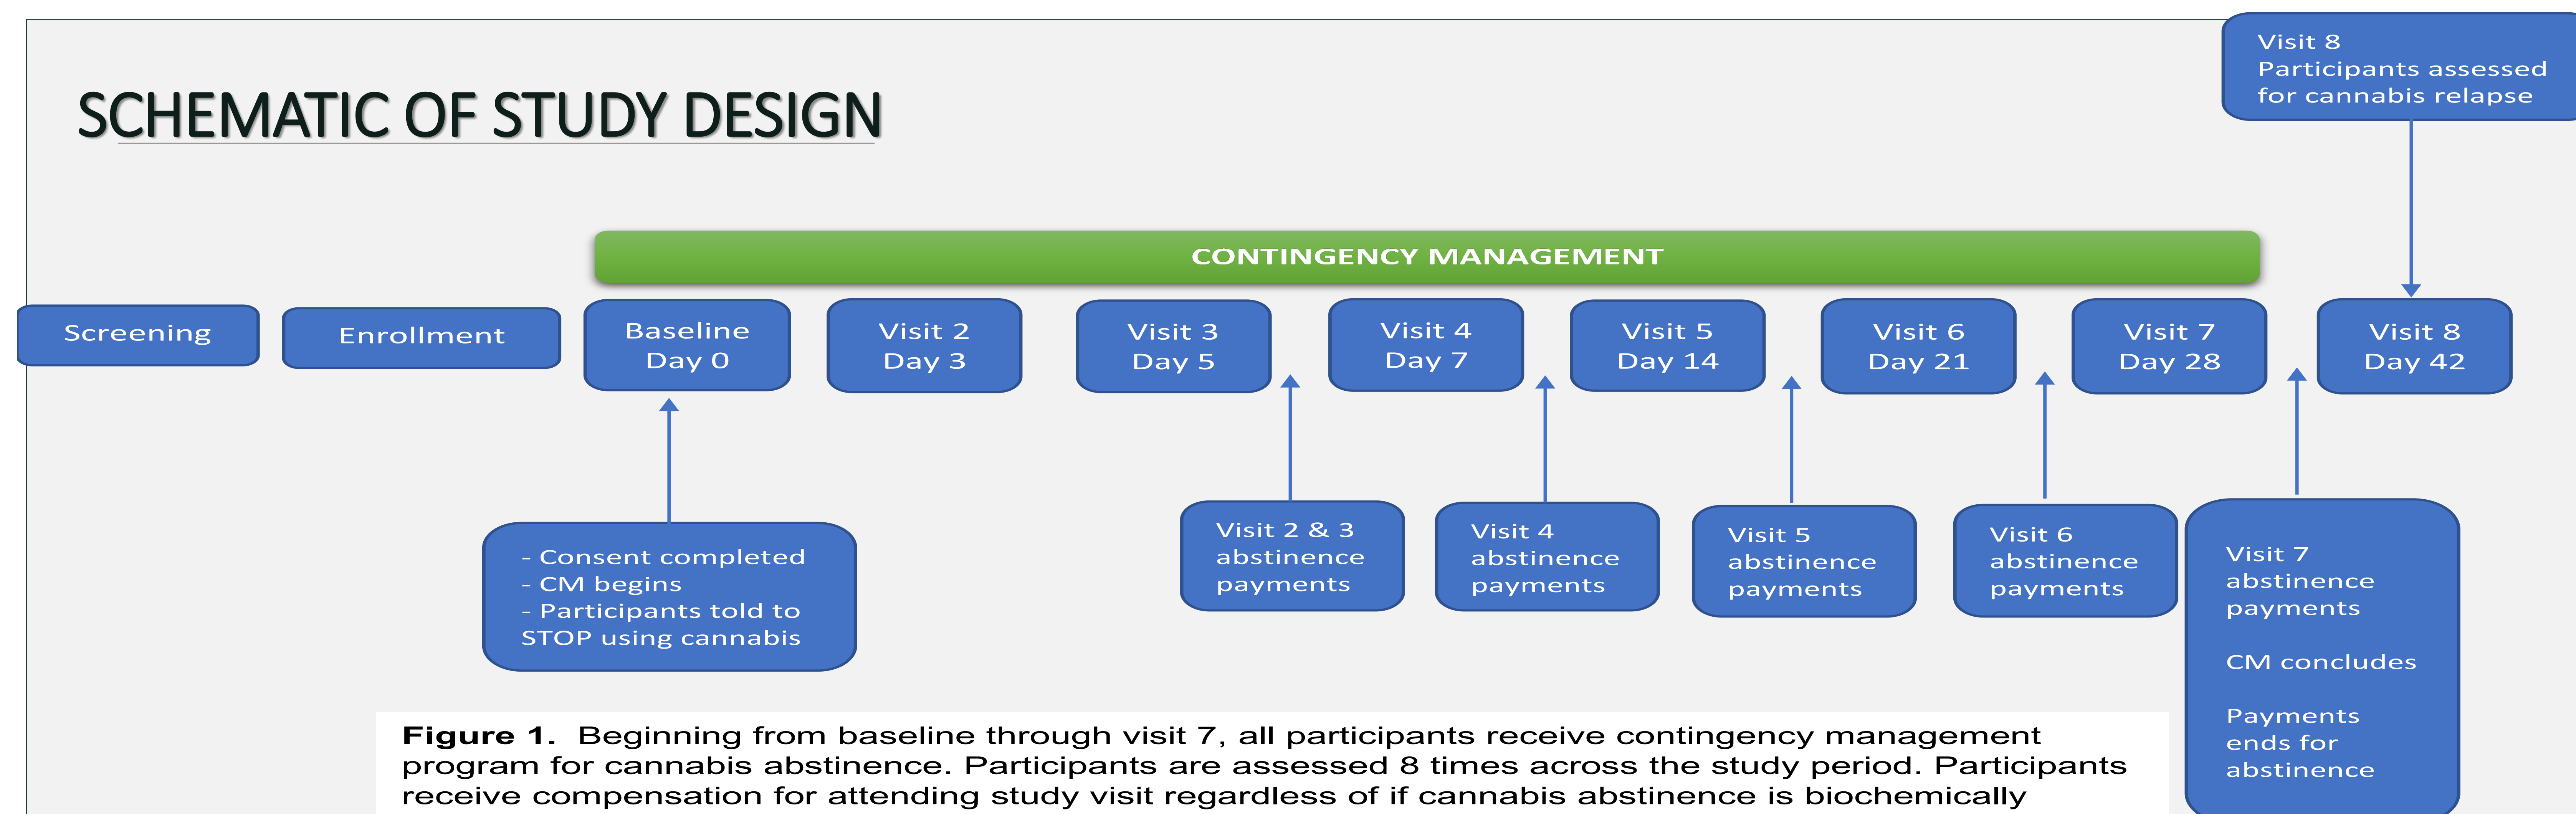 Visit 8
Participants assessed
for cannabis relapse
SCHEMATIC OF STUDY DESIGN
CONTINGENCY MANAGEMENT
Screening
Enrollment
Baseline
Day 0
Visit 2
Day 3
Visit 3
Day 5
Visit 4
Day 7
Visit 5
Day 14
Visit 6
Day 21
Visit 7
Day 28
Visit 8
Day 42
- Consent completed
- CM begins
- Participants told to
STOP using cannabis
Visit 2 & 3
abstinence
payments
Visit 4
abstinence
payments
Visit 5
abstinence
payments
Visit 6
abstinence
payments
Visit 7
abstinence
payments
CM concludes
Payments
ends for
abstinence
Figure 1. Beginning from baseline through visit 7, all participants receive contingency management
program for cannabis abstinence. Participants are assessed 8 times across the study period. Participants
receive compensation for attending study visit regardless of if cannabis abstinence is biochemically